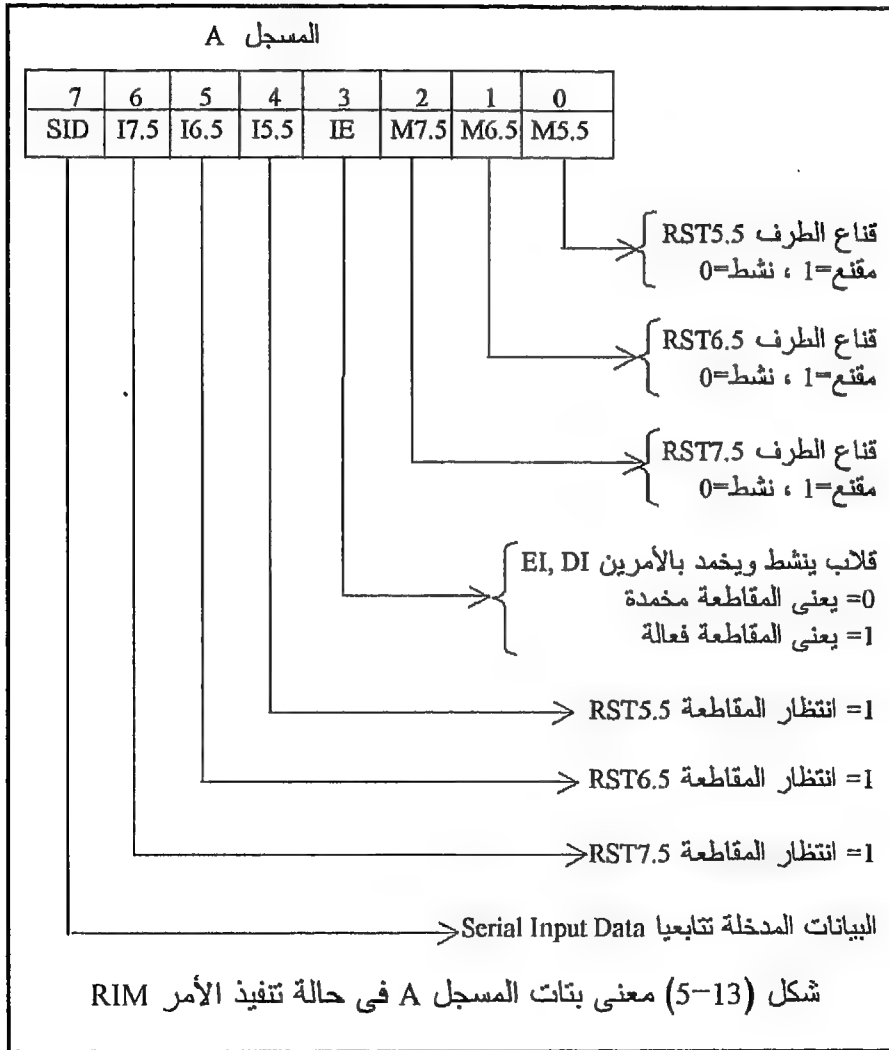 المسجل A
7 6 5 4 3 2 1 0
SID I7.5 I6.5 I5.5 IE M7.5 M6.5 M5.5
قناع الطرف RST5.5
مقنع=1 ، نشط=0
قناع الطرف RST6.5
مقنع=1 ، نشط=0
قناع الطرف RST7.5
مقنع=1 ، نشط=0
قلاب ينشط ويخمد بالأمرين EI, DI
0= يعنى المقاطعة مخمدة
1= يعنى المقاطعة فعالة
1= انتظار المقاطعة RST5.5
1= انتظار المقاطعة RST6.5
1= انتظار المقاطعة RST7.5
البيانات المدخلة تتابعيا Serial Input Data
شكل (13-5) معنى بتات المسجل A فى حالة تنفيذ الأمر RIM